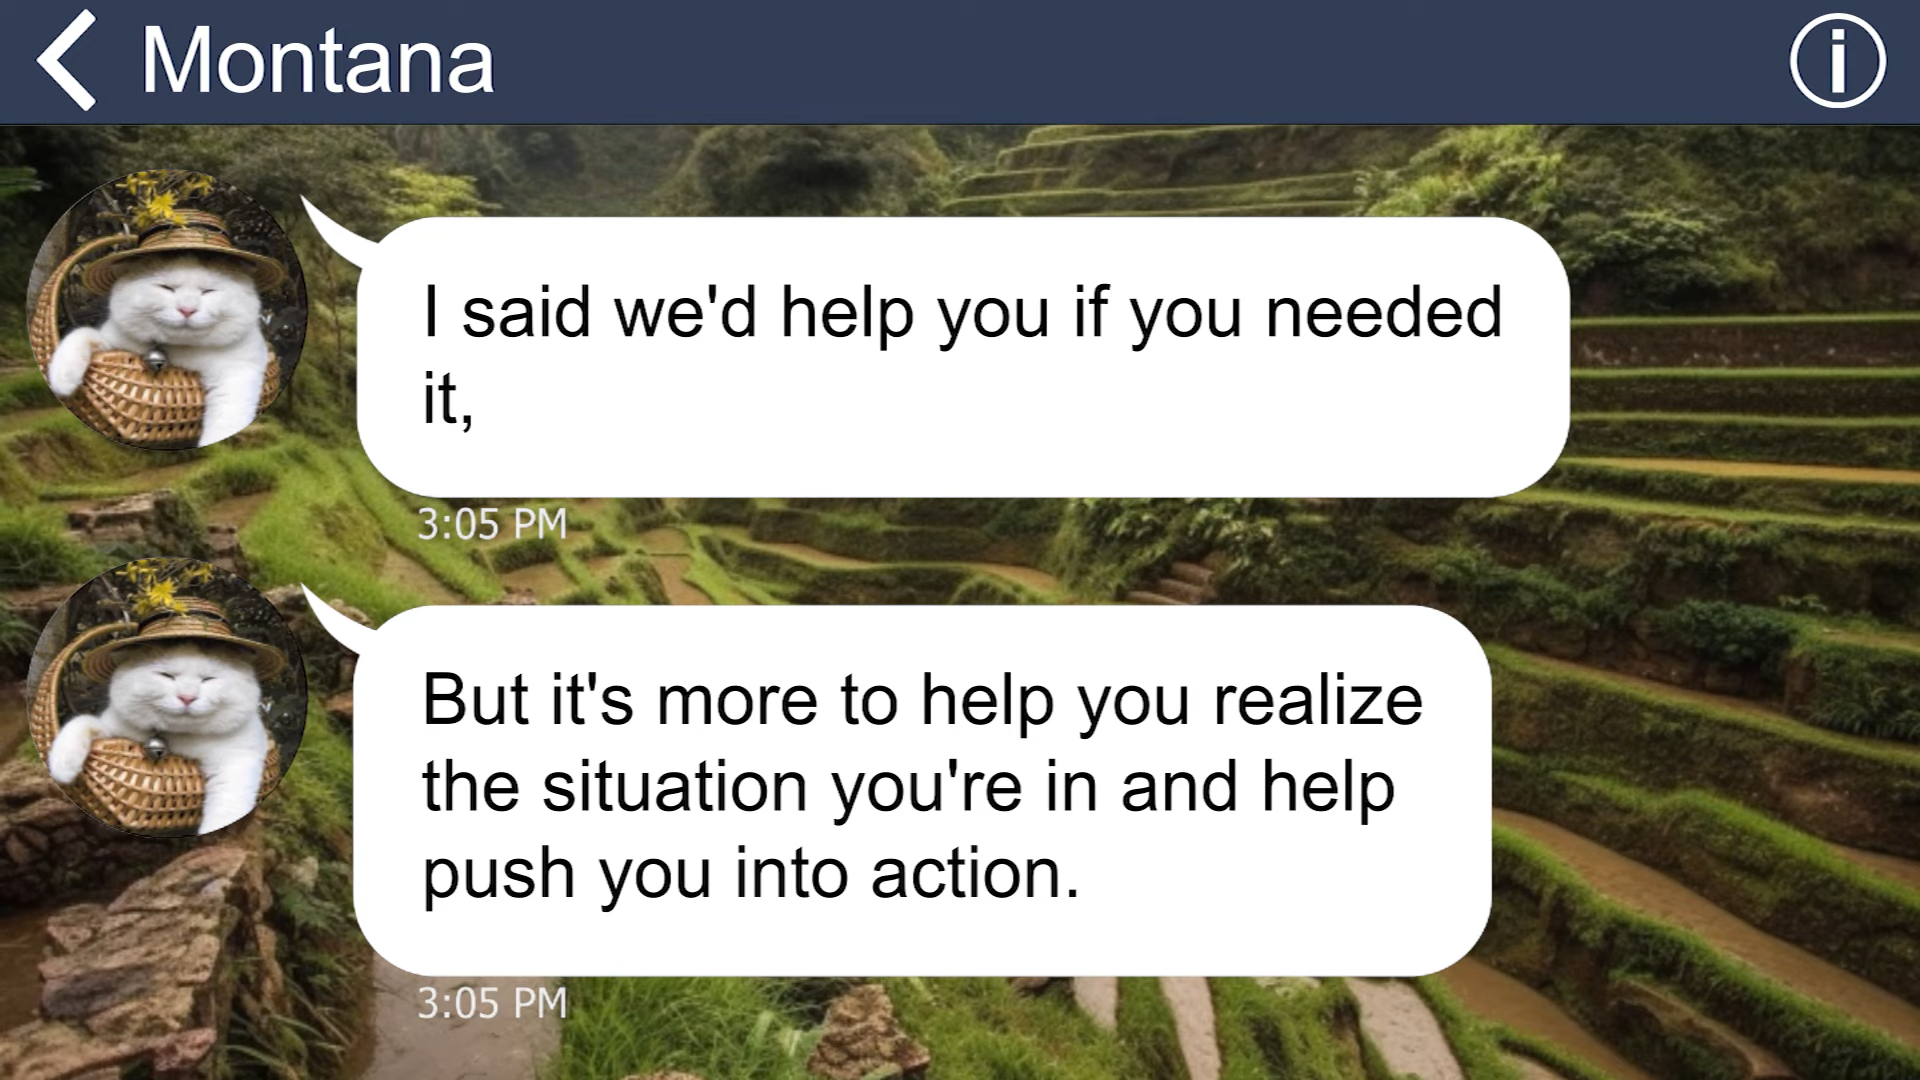 Montana
I said we'd help you if you needed
it,
3:05 PM
But it's more to help you realize
the situation you're in and help
push you into action.
3:05 PM